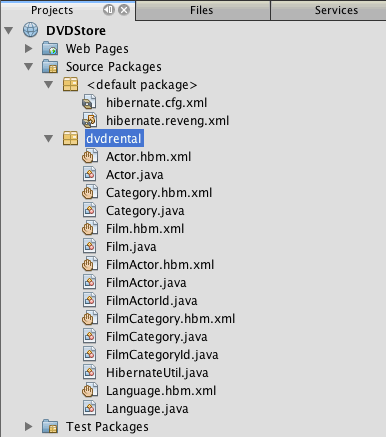 Projects Files Services
DVDStore
Web Pages
Source Packages
<default package>
hibernate.cfg.xml
hibernate.reveng.xml
dvdrental
Actor.hbm.xml
Actor.java
Category.hbm.xml
Category.java
Film.hbm.xml
Film.java
FilmActor.hbm.xml
FilmActor.java
FilmActorId.java
FilmCategory.hbm.xml
FilmCategory.java
FilmCategoryId.java
HibernateUtil.java
Language.hbm.xml
Language.java
Test Packages